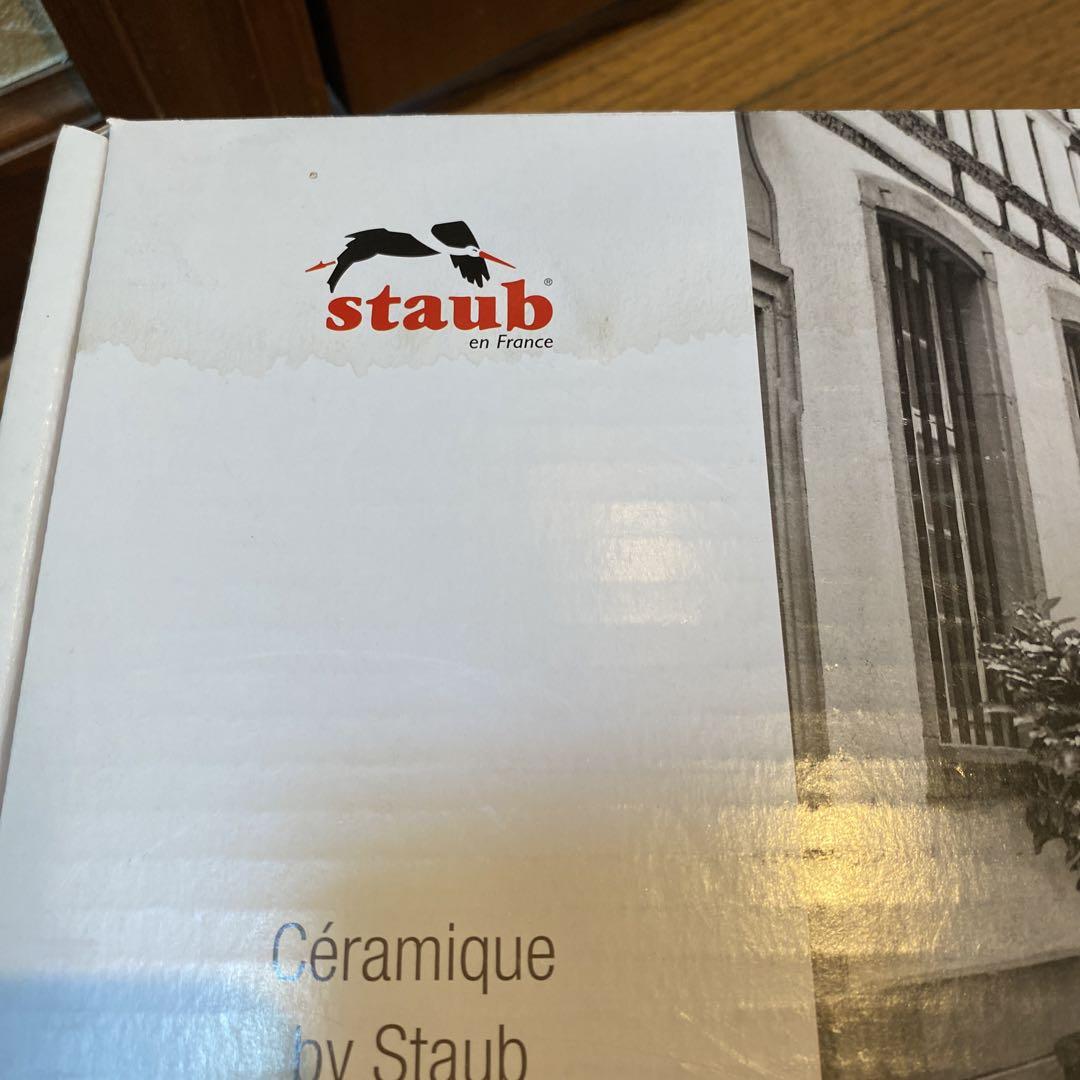 staub®
en France
Céramique
by Staub